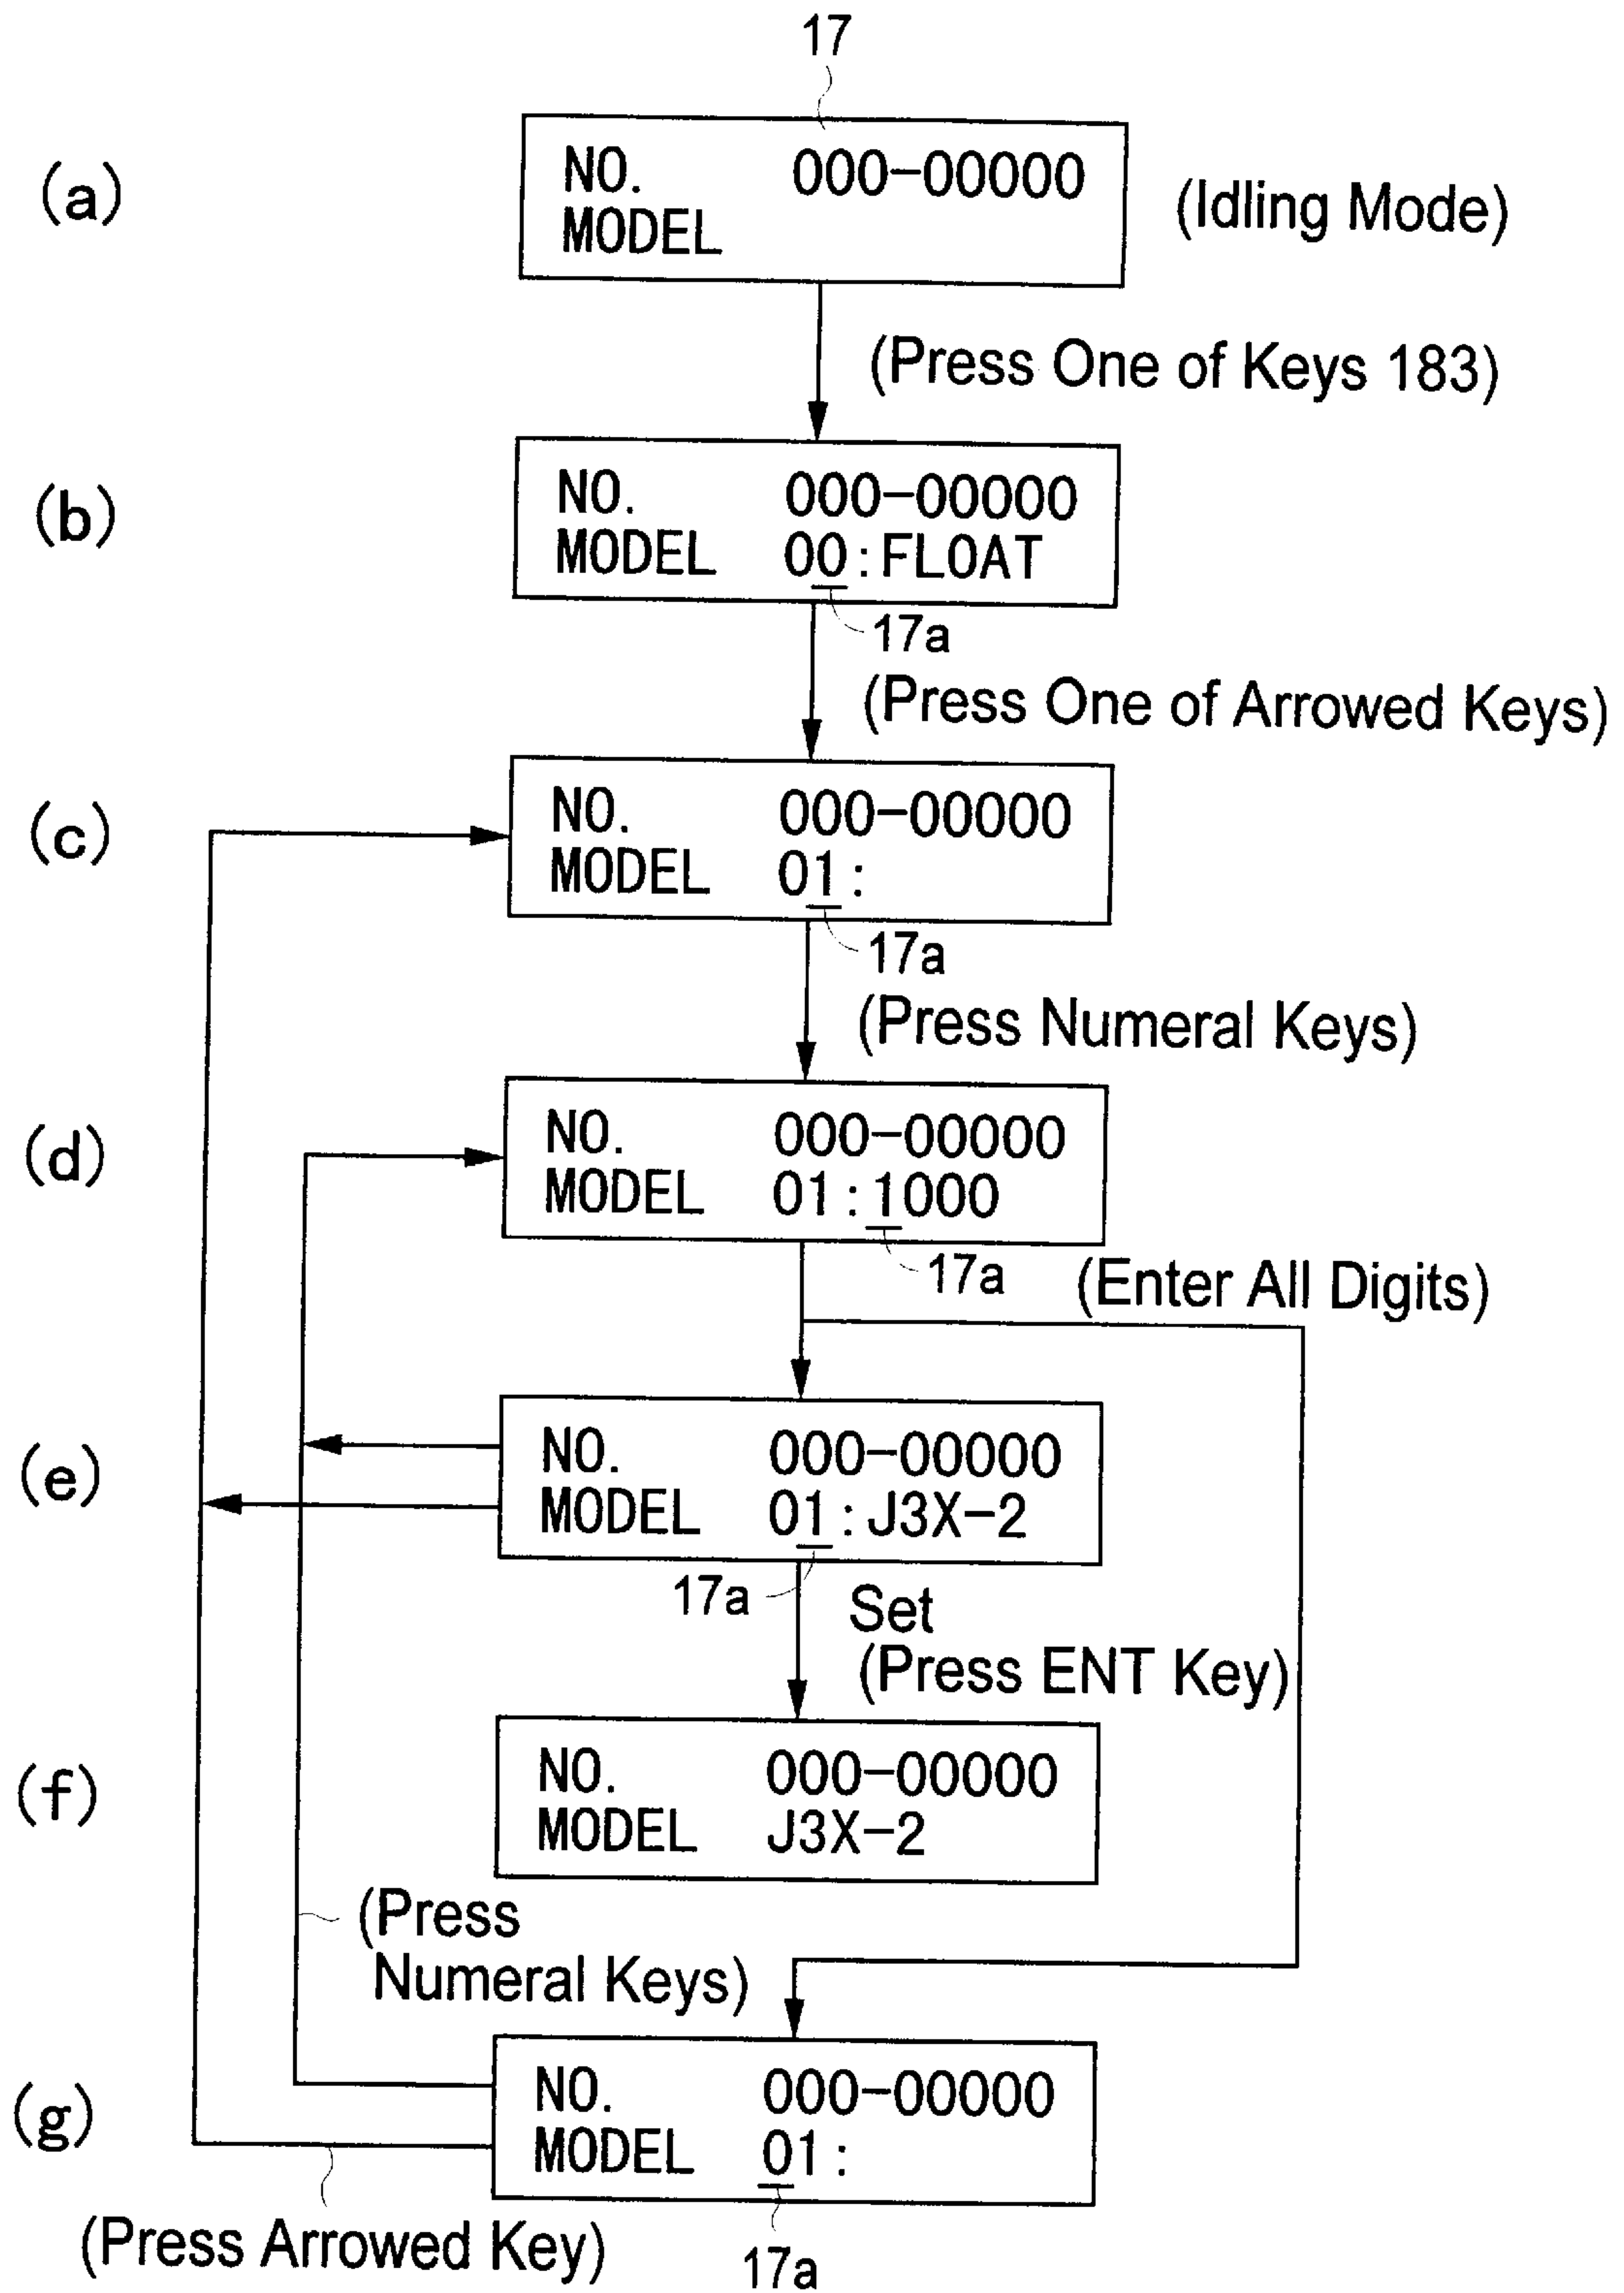 17
(a)
NO. 000-00000
MODEL
(Idling Mode)
(Press One of Keys 183)
(b)
NO. 000-00000
MODEL 00:FLOAT
17a
(Press One of Arrowed Keys)
(c)
NO. 000-00000
MODEL 01:
17a
(Press Numeral Keys)
(d)
NO. 000-00000
MODEL 01:1000
17a
(Enter All Digits)
(e)
NO. 000-00000
MODEL 01:J3X-2
17a
Set
(Press ENT Key)
(f)
NO. 000-00000
MODEL J3X-2
(Press
Numeral Keys)
(g)
NO. 000-00000
MODEL 01:
(Press Arrowed Key)
17a